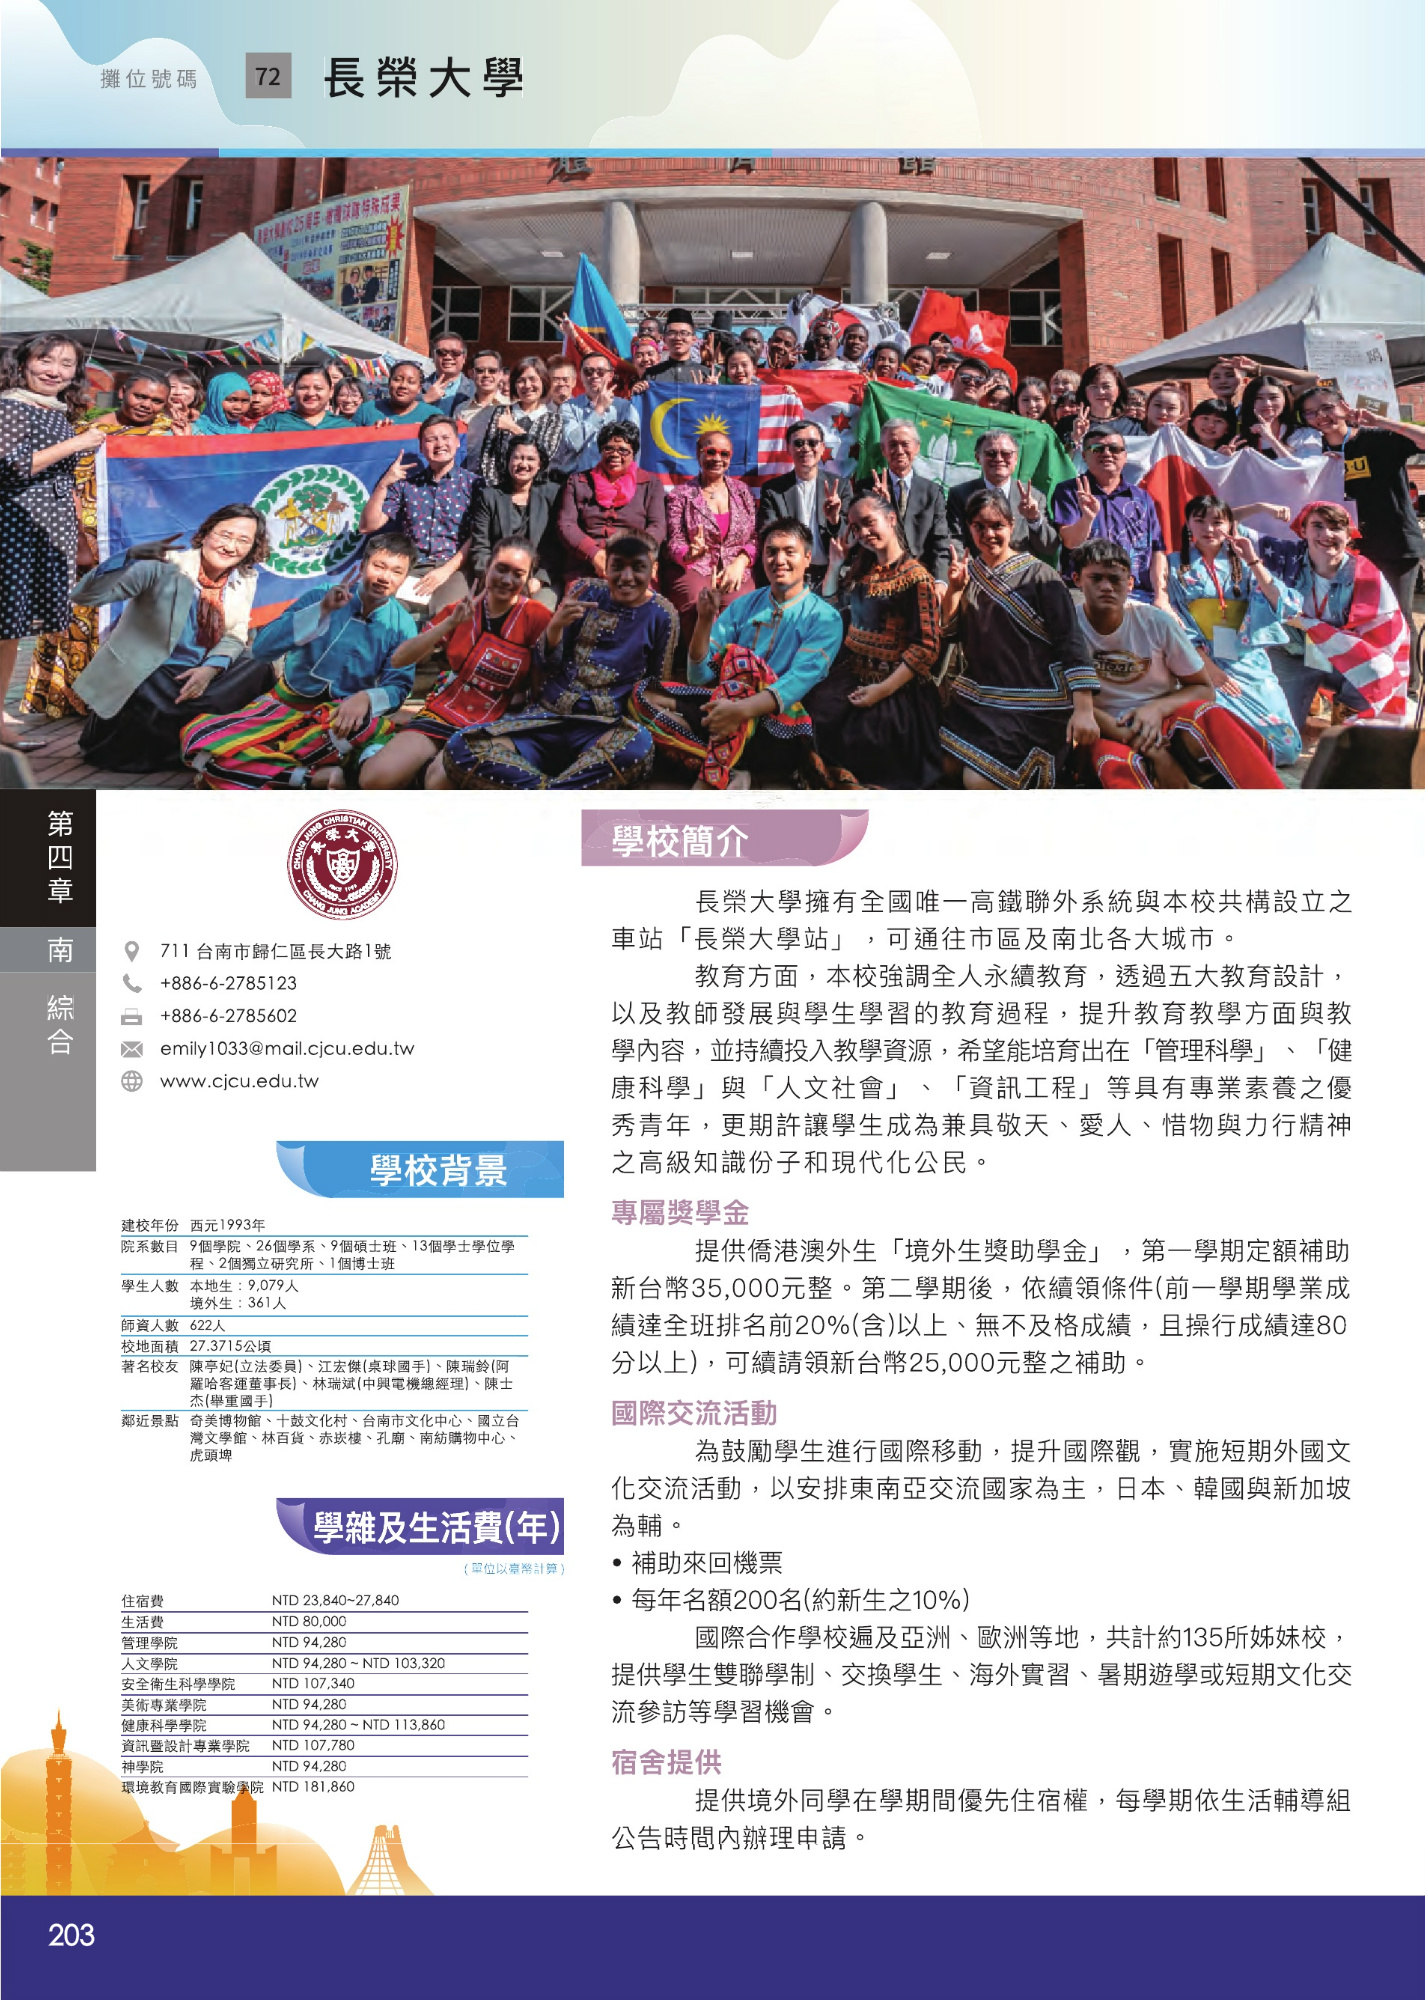 攤位號碼
72
長榮大學
體 育 館
第四章
南
綜合
CHANG JUNG CHRISTIAN UNIVERSITY
長榮大學
CHANG JUNG ACADEMY
711 台南市歸仁區長大路1號
+886-6-2785123
+886-6-2785602
emily1033@mail.cjcu.edu.tw
www.cjcu.edu.tw
學校背景
建校年份 西元1993年
院系數目 9個學院、26個學系、9個碩士班、13個學士學位學
程、2個獨立研究所、1個博士班
學生人數 本地生：9,079人
境外生：361人
師資人數 622人
校地面積 27.3715公頃
著名校友 陳亭妃(立法委員)、江宏傑(桌球國手)、陳瑞鈴(阿
羅哈客運董事長)、林瑞斌(中興電機總經理)、陳士
杰(舉重國手)
鄰近景點 奇美博物館、十鼓文化村、台南市文化中心、國立台
灣文學館、林百貨、赤崁樓、孔廟、南紡購物中心、
虎頭埤
學雜及生活費(年)
(單位以臺幣計算)
住宿費 NTD 23,840~27,840
生活費 NTD 80,000
管理學院 NTD 94,280
人文學院 NTD 94,280 ~ NTD 103,320
安全衛生科學學院 NTD 107,340
美術專業學院 NTD 94,280
健康科學學院 NTD 94,280 ~ NTD 113,860
資訊暨設計專業學院 NTD 107,780
神學院 NTD 94,280
環境教育國際實驗學院 NTD 181,860
學校簡介
長榮大學擁有全國唯一高鐵聯外系統與本校共構設立之
車站「長榮大學站」，可通往市區及南北各大城市。
教育方面，本校強調全人永續教育，透過五大教育設計，
以及教師發展與學生學習的教育過程，提升教育教學方面與教
學內容，並持續投入教學資源，希望能培育出在「管理科學」、「健
康科學」與「人文社會」、「資訊工程」等具有專業素養之優
秀青年，更期許讓學生成為兼具敬天、愛人、惜物與力行精神
之高級知識份子和現代化公民。
專屬獎學金
提供僑港澳外生「境外生獎助學金」，第一學期定額補助
新台幣35,000元整。第二學期後，依續領條件(前一學期學業成
績達全班排名前20%(含)以上、無不及格成績，且操行成績達80
分以上)，可續請領新台幣25,000元整之補助。
國際交流活動
為鼓勵學生進行國際移動，提升國際觀，實施短期外國文
化交流活動，以安排東南亞交流國家為主，日本、韓國與新加坡
為輔。
• 補助來回機票
• 每年名額200名(約新生之10%)
國際合作學校遍及亞洲、歐洲等地，共計約135所姊妹校，
提供學生雙聯學制、交換學生、海外實習、暑期遊學或短期文化交
流參訪等學習機會。
宿舍提供
提供境外同學在學期間優先住宿權，每學期依生活輔導組
公告時間內辦理申請。
203